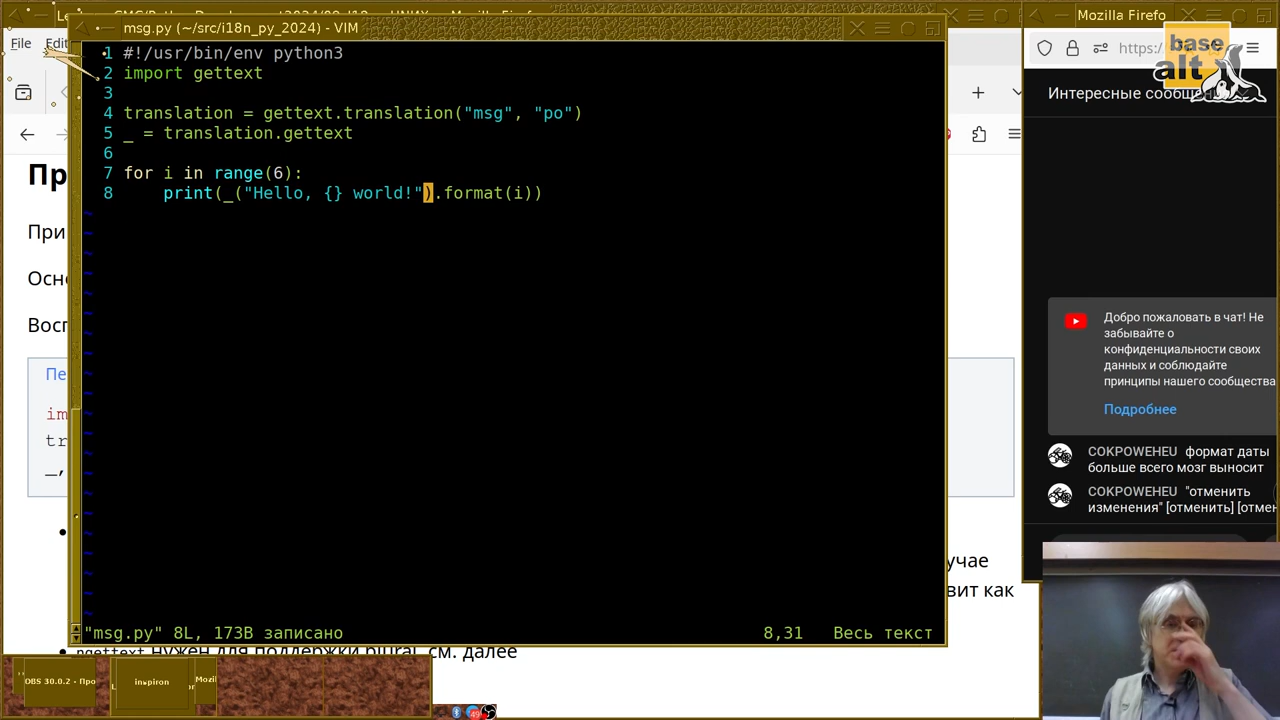 msg.py (~/src/i18n_py_2024) - VIM
Mozilla Firefo
File Edit
1 #!/usr/bin/env python3
2 import gettext
3
4 translation = gettext.translation("msg", "po")
5 _ = translation.gettext
6
7 for i in range(6):
8     print(_("Hello, {} world!").format(i))
"msg.py" 8L, 173B записано
8,31 Весь текст
https:/
base
alt
Интересные сообщ
Добро пожаловать в чат! Не
забывайте о
конфиденциальности своих
данных и соблюдайте
принципы нашего сообщества
Подробнее
COKPOWEHEU формат даты
больше всего мозг выносит
COKPOWEHEU "отменить
изменения" [отменить] [отмен
Пр
При
Осно
Восп
Пе
im
tr
_,
учае
вит как
ngettext нужен для поддержки plural, см. далее
OBS 30.0.2 - Про
inspiron
Mozil